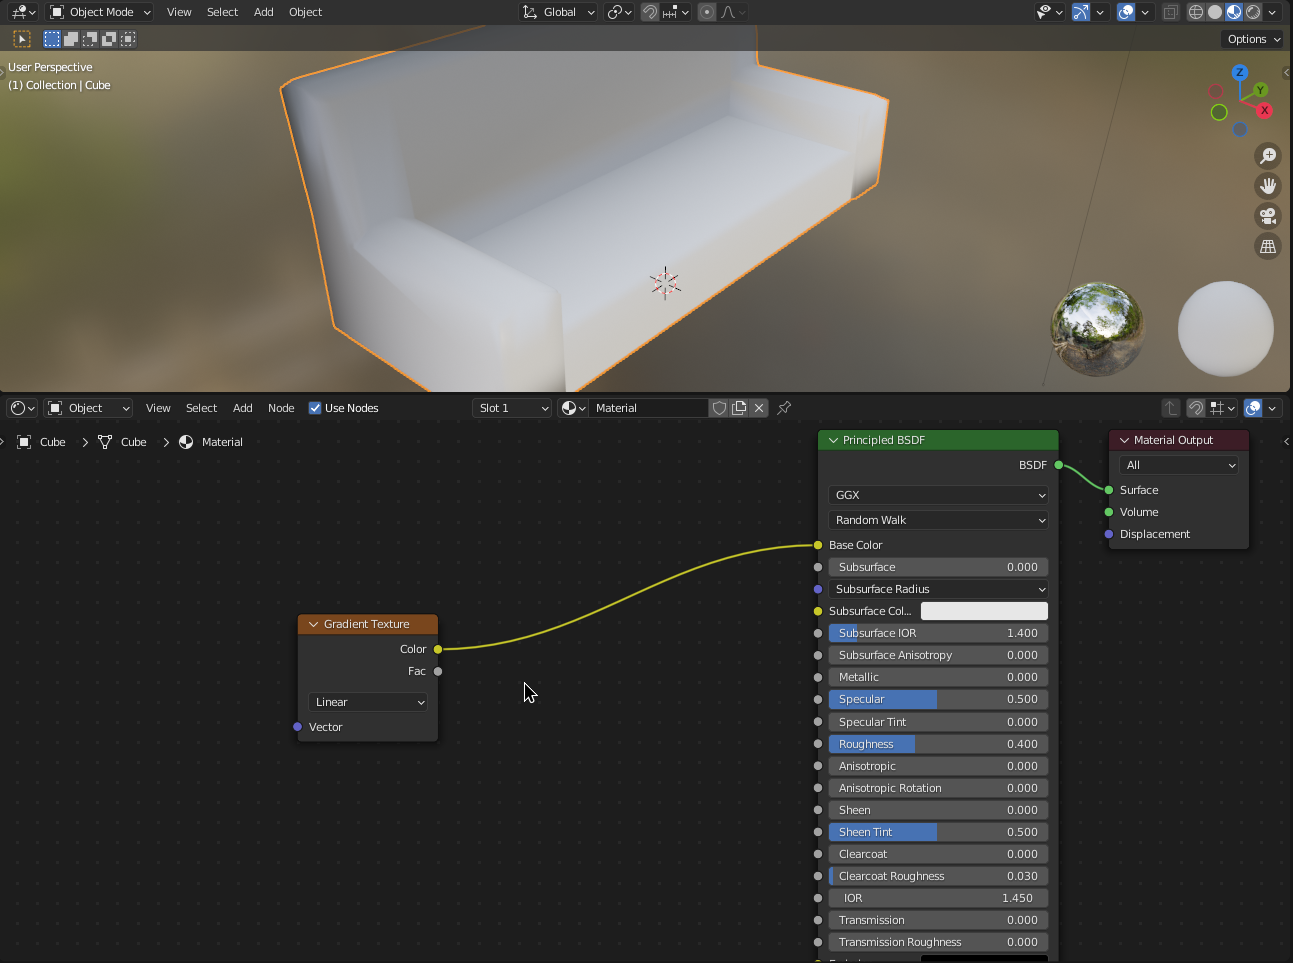 Object Mode View Select Add Object Global
Options
User Perspective
(1) Collection | Cube
Z
Y
X
Object View Select Add Node Use Nodes Slot 1 Material
Cube Cube Material
Principled BSDF
BSDF
GGX
Random Walk
Base Color
Subsurface 0.000
Subsurface Radius
Subsurface Col...
Subsurface IOR 1.400
Subsurface Anisotropy 0.000
Metallic 0.000
Specular 0.500
Specular Tint 0.000
Roughness 0.400
Anisotropic 0.000
Anisotropic Rotation 0.000
Sheen 0.000
Sheen Tint 0.500
Clearcoat 0.000
Clearcoat Roughness 0.030
IOR 1.450
Transmission 0.000
Transmission Roughness 0.000
Material Output
All
Surface
Volume
Displacement
Gradient Texture
Color
Fac
Linear
Vector